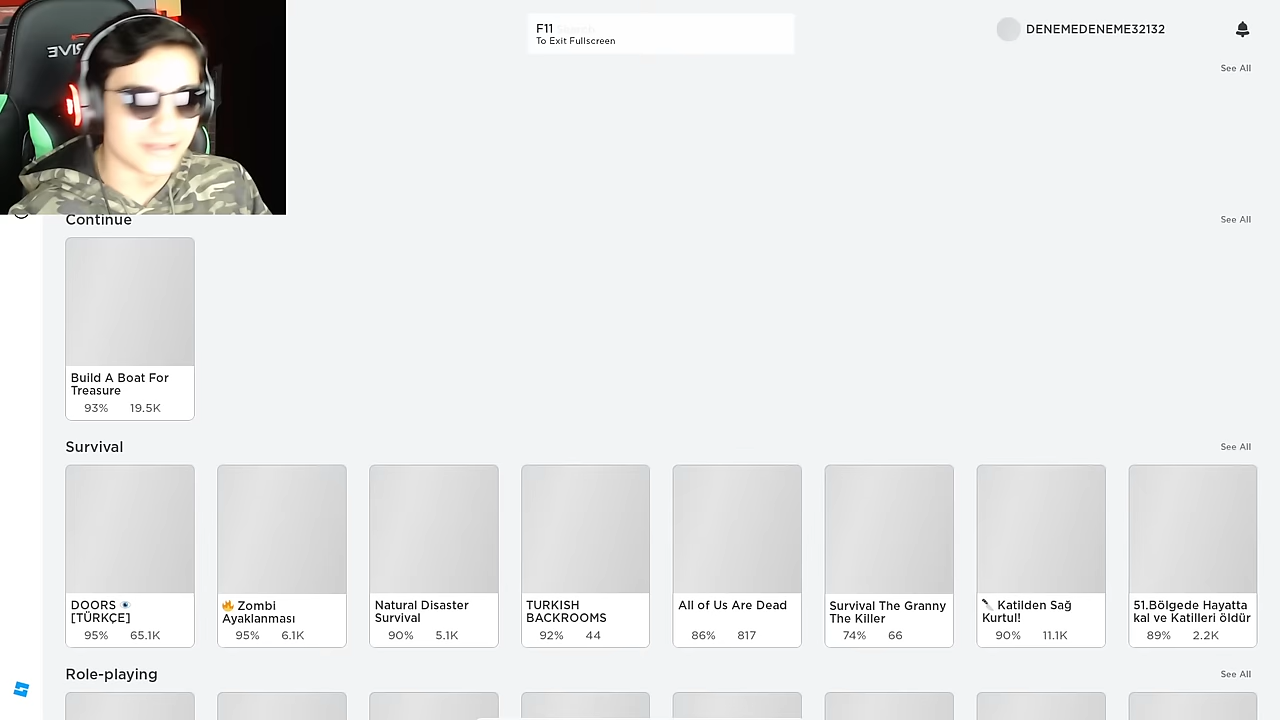 F11
To Exit Fullscreen
DENEMEDENEME32132
See All
Continue
See All
Build A Boat For
Treasure
93% 19.5K
Survival
See All
DOORS 👁
[TÜRKÇE]
95% 65.1K
🔥 Zombi
Ayaklanması
95% 6.1K
Natural Disaster
Survival
90% 5.1K
TURKISH
BACKROOMS
92% 44
All of Us Are Dead
86% 817
Survival The Granny
The Killer
74% 66
🔪 Katilden Sağ
Kurtul!
90% 11.1K
51.Bölgede Hayatta
kal ve Katilleri öldür
89% 2.2K
Role-playing
See All